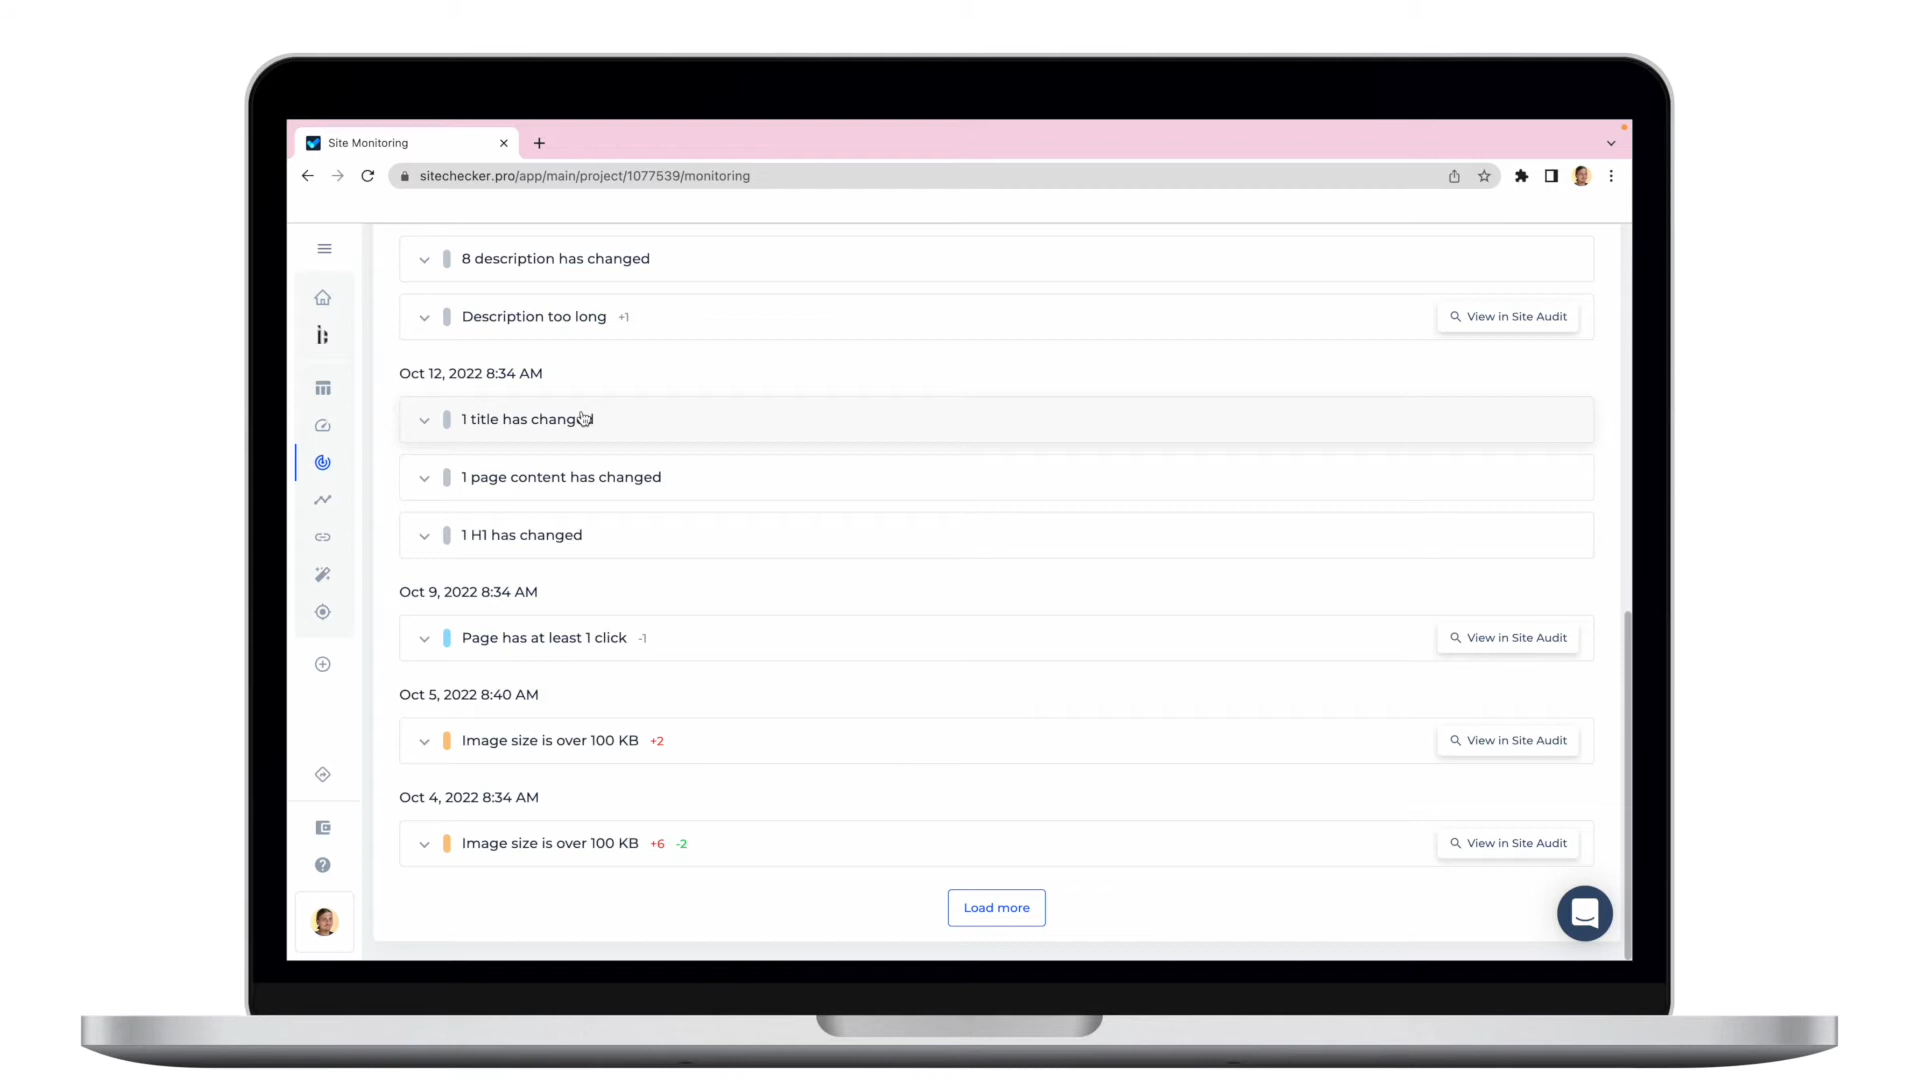 Site Monitoring
sitechecker.pro/app/main/project/1077539/monitoring
8 description has changed
Description too long +1 View in Site Audit
Oct 12, 2022 8:34 AM
1 title has changed
1 page content has changed
1 H1 has changed
Oct 9, 2022 8:34 AM
Page has at least 1 click -1 View in Site Audit
Oct 5, 2022 8:40 AM
Image size is over 100 KB +2 View in Site Audit
Oct 4, 2022 8:34 AM
Image size is over 100 KB +6 -2 View in Site Audit
Load more